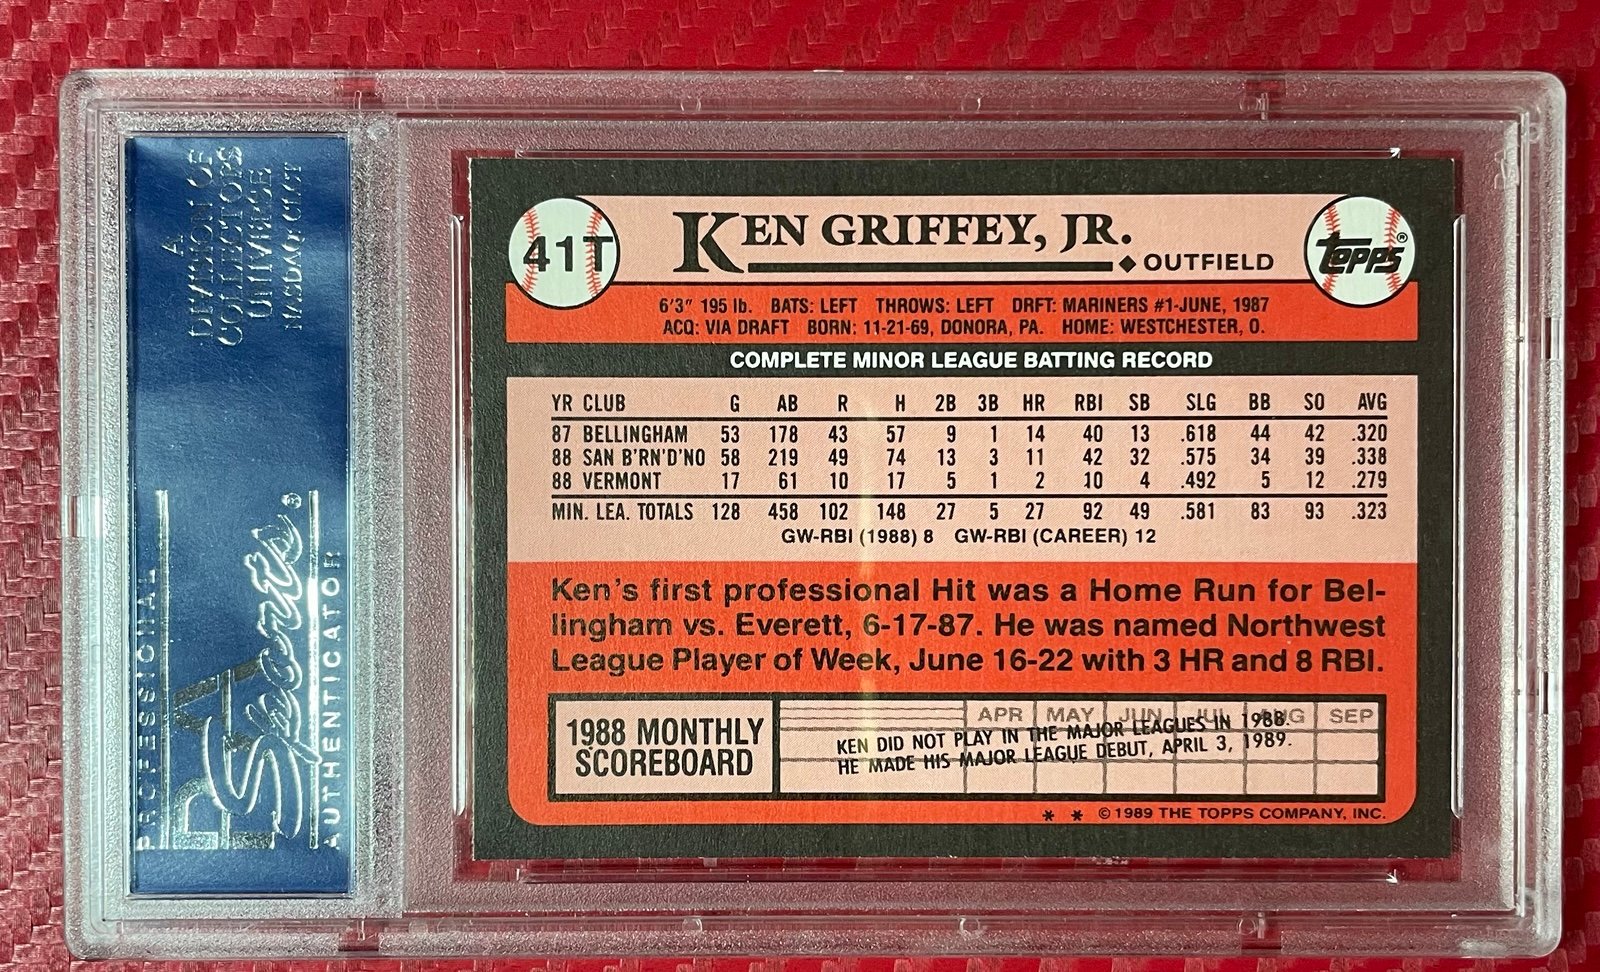 A
DIVISION OF
COLLECTORS
UNIVERSE
NASDAQ: CLCT
PROFESSIONAL
PSA
Sports
AUTHENTICATOR
41T
KEN GRIFFEY, JR.
OUTFIELD
topps®
6'3" 195 lb. BATS: LEFT THROWS: LEFT DRFT: MARINERS #1-JUNE, 1987
ACQ: VIA DRAFT BORN: 11-21-69, DONORA, PA. HOME: WESTCHESTER, O.
COMPLETE MINOR LEAGUE BATTING RECORD
YR CLUB G AB R H 2B 3B HR RBI SB SLG BB SO AVG
87 BELLINGHAM 53 178 43 57 9 1 14 40 13 .618 44 42 .320
88 SAN B'RN'D'NO 58 219 49 74 13 3 11 42 32 .575 34 39 .338
88 VERMONT 17 61 10 17 5 1 2 10 4 .492 5 12 .279
MIN. LEA. TOTALS 128 458 102 148 27 5 27 92 49 .581 83 93 .323
GW-RBI (1988) 8 GW-RBI (CAREER) 12
Ken's first professional Hit was a Home Run for Bel-
lingham vs. Everett, 6-17-87. He was named Northwest
League Player of Week, June 16-22 with 3 HR and 8 RBI.
1988 MONTHLY
SCOREBOARD
APR MAY JUN JUL AUG SEP
KEN DID NOT PLAY IN THE MAJOR LEAGUES IN 1988.
HE MADE HIS MAJOR LEAGUE DEBUT, APRIL 3, 1989.
* * © 1989 THE TOPPS COMPANY, INC.